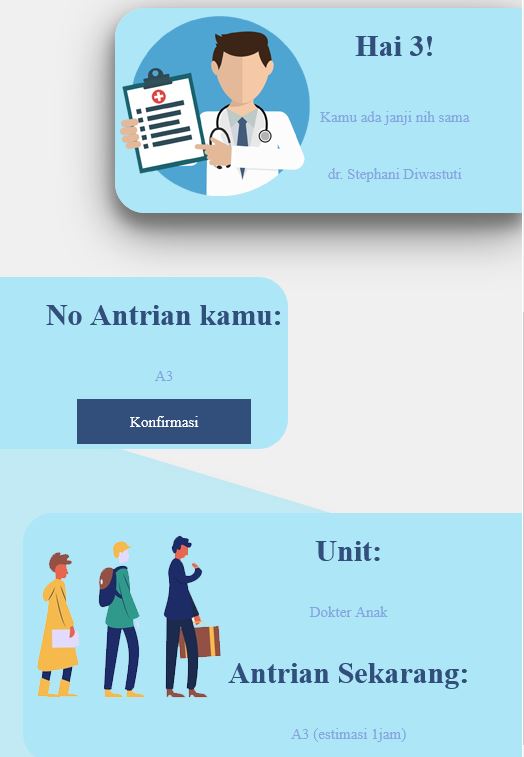 Hai 3!
Kamu ada janji nih sama
dr. Stephani Diwastuti
No Antrian kamu:
A3
Konfirmasi
Unit:
Dokter Anak
Antrian Sekarang:
A3 (estimasi 1jam)